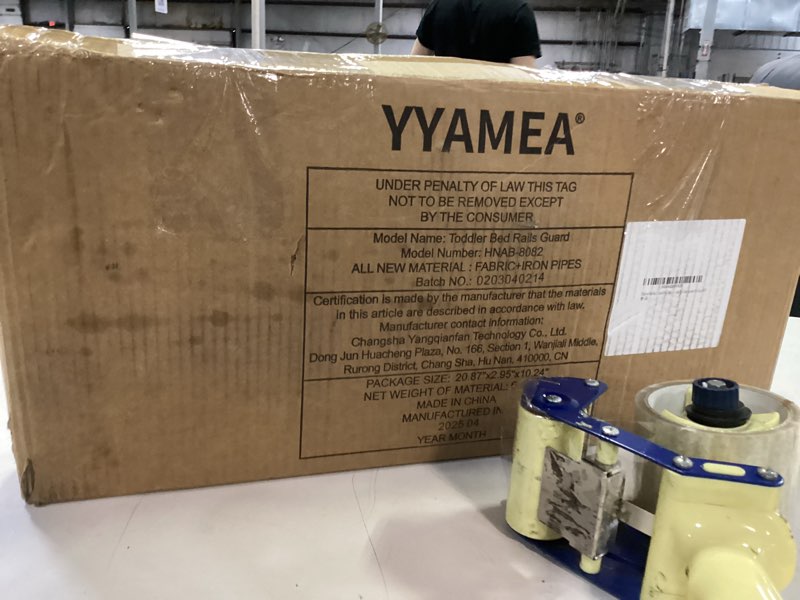 YYAMEA®
UNDER PENALTY OF LAW THIS TAG
NOT TO BE REMOVED EXCEPT
BY THE CONSUMER
Model Name: Toddler Bed Rails Guard
Model Number: HNAB-8082
ALL NEW MATERIAL : FABRIC+IRON PIPES
Batch NO.: 0203040214
Certification is made by the manufacturer that the materials
in this article are described in accordance with law.
Manufacturer contact information:
Changsha Yangqianfan Technology Co., Ltd.
Dong Jun Huacheng Plaza, No. 166, Section 1, Wanjiali Middle,
Rurong District, Chang Sha, Hu Nan, 410000, CN
PACKAGE SIZE: 20.87"x2.95"x10.24"
NET WEIGHT OF MATERIAL:
MADE IN CHINA
MANUFACTURED IN
2025 04
YEAR MONTH